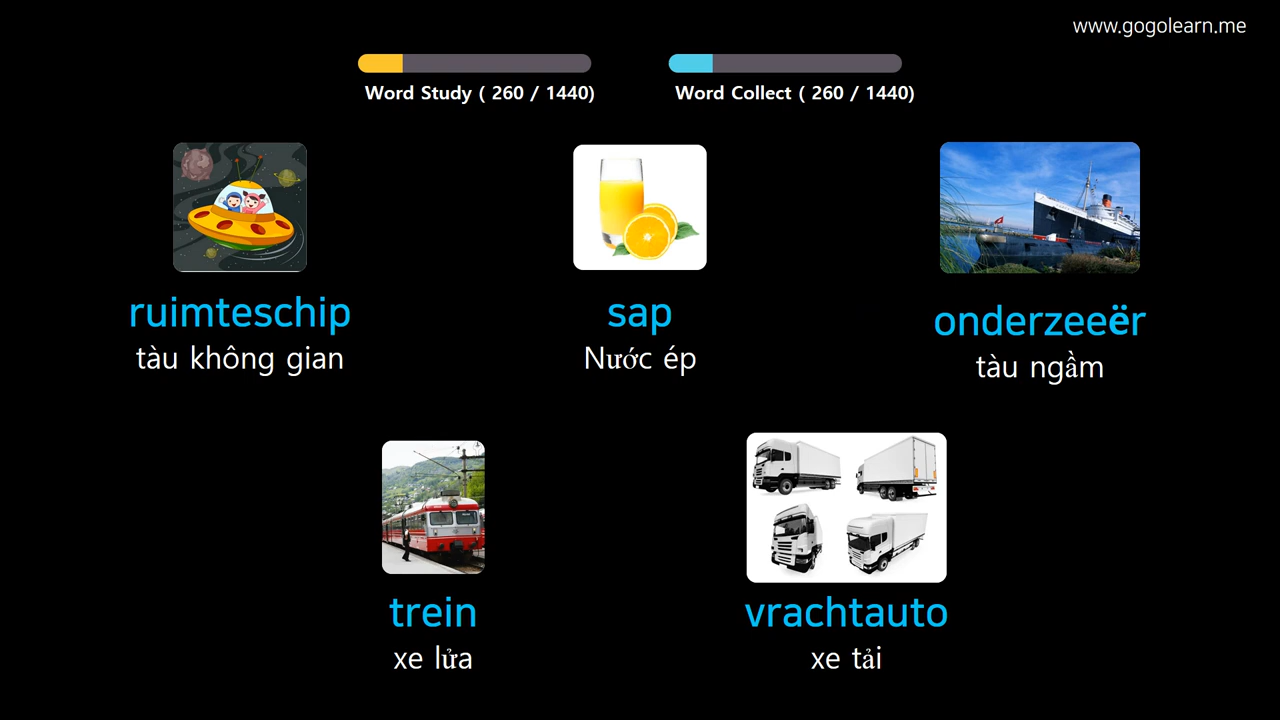 www.gogolearn.me
Word Study ( 260 / 1440)
Word Collect ( 260 / 1440)
ruimteschip
tàu không gian
sap
Nước ép
onderzeeër
tàu ngầm
trein
xe lửa
vrachtauto
xe tải